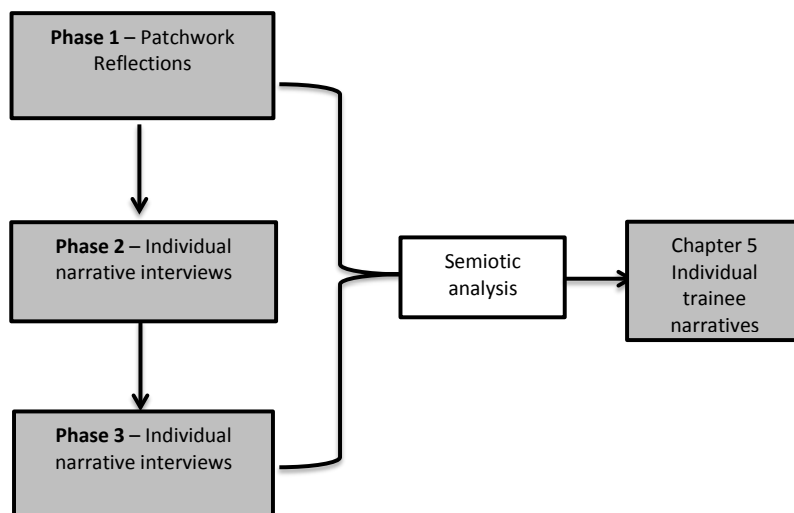 Phase 1 – Patchwork
Reflections
Phase 2 – Individual
narrative interviews
Phase 3 – Individual
narrative interviews
Semiotic
analysis
Chapter 5
Individual
trainee
narratives